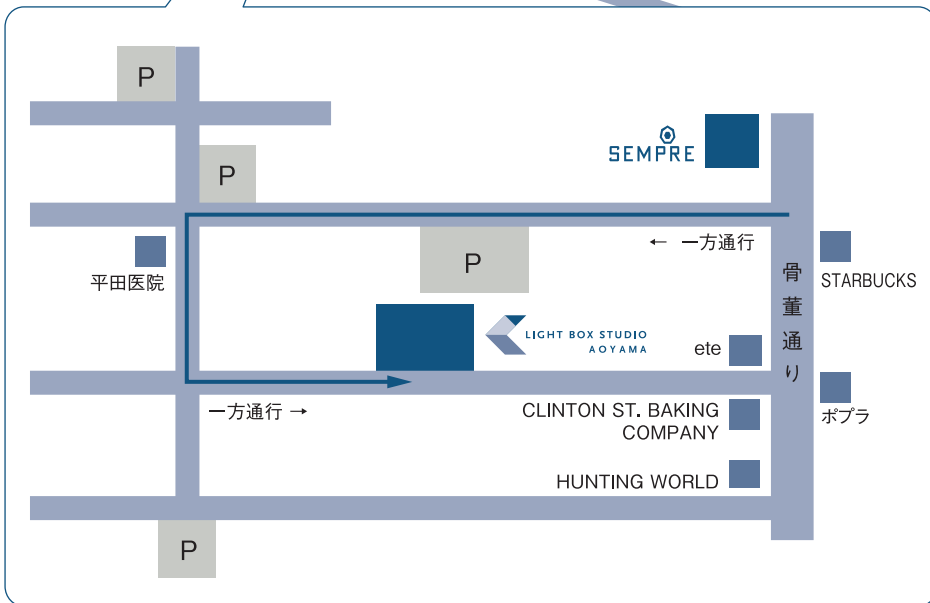 P
P
SEMPRE
← 一方通行
P
平田医院
骨董通り
STARBUCKS
LIGHT BOX STUDIO
AOYAMA
ete
一方通行 →
CLINTON ST. BAKING
COMPANY
ポプラ
HUNTING WORLD
P